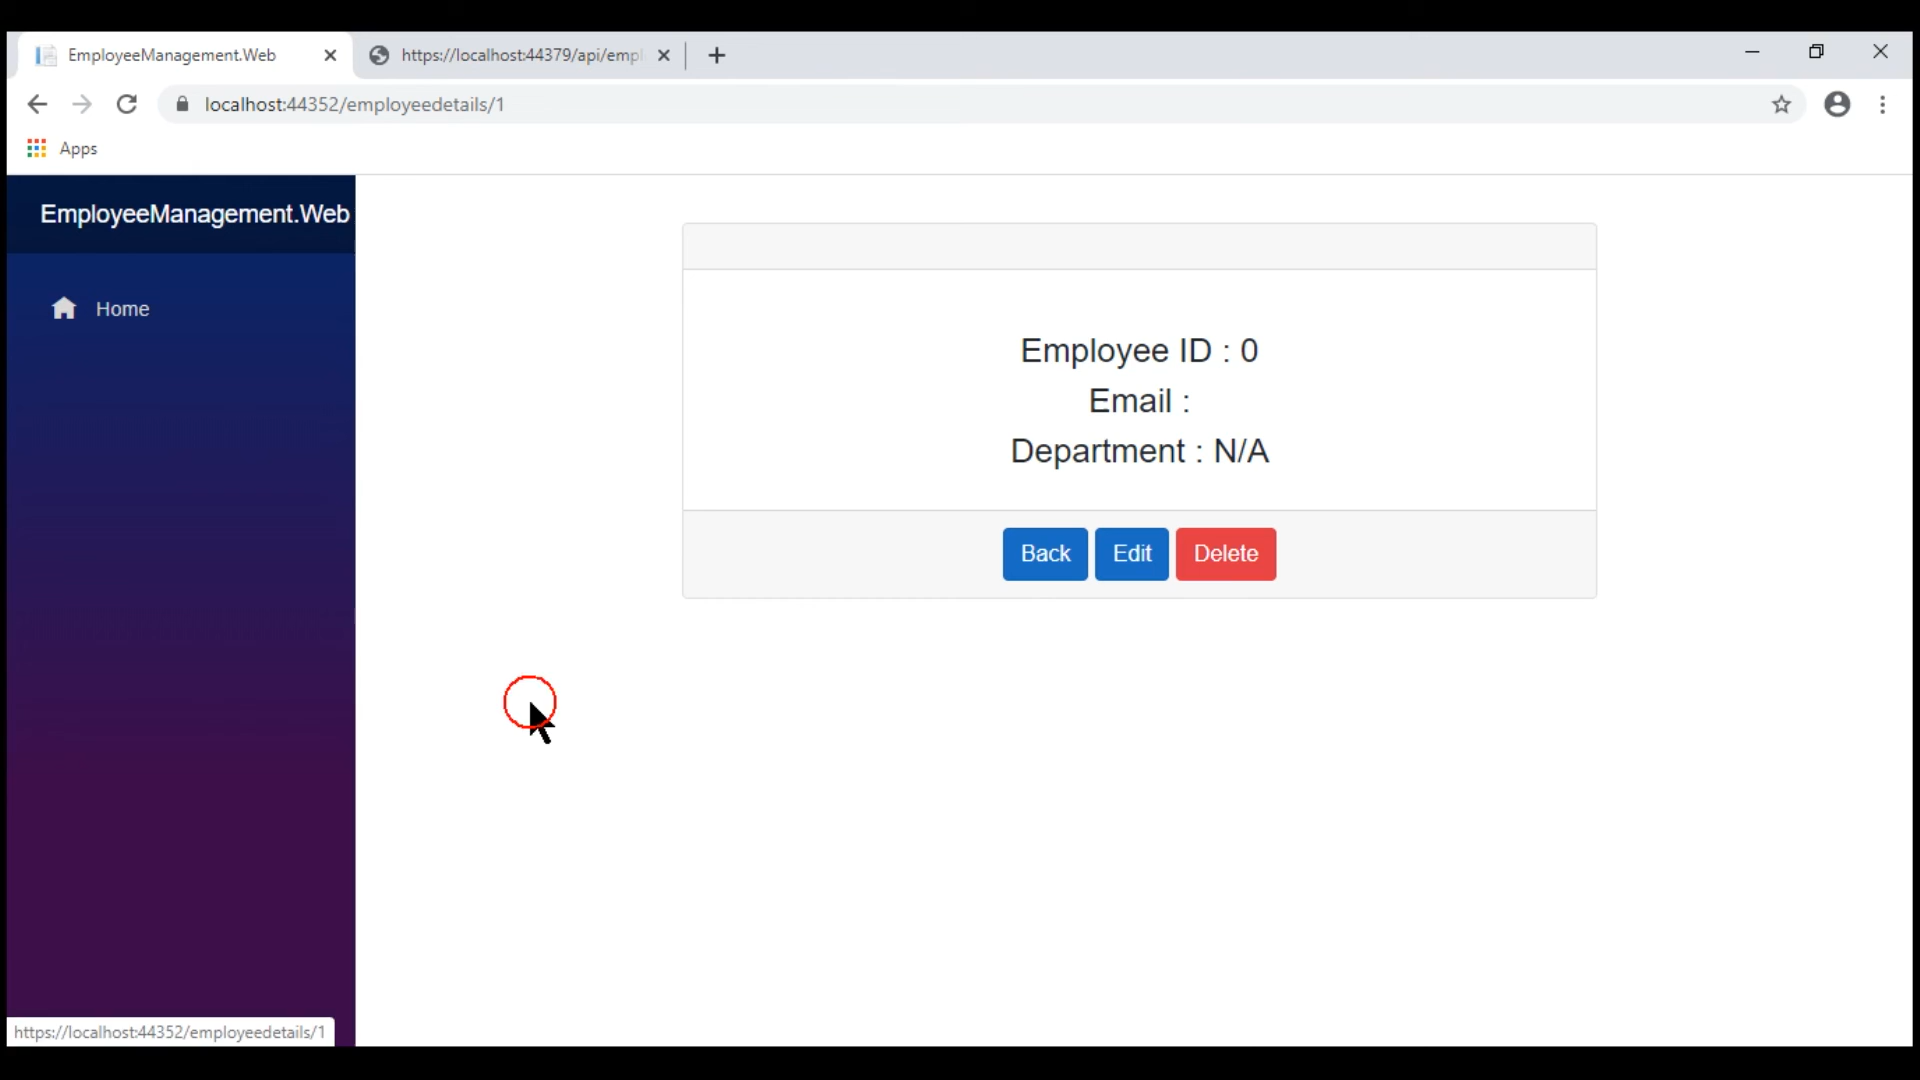 EmployeeManagement.Web
https://localhost:44379/api/empl
localhost:44352/employeedetails/1
Apps
EmployeeManagement.Web
Home
Employee ID : 0
Email :
Department : N/A
Back Edit Delete
https://localhost:44352/employeedetails/1